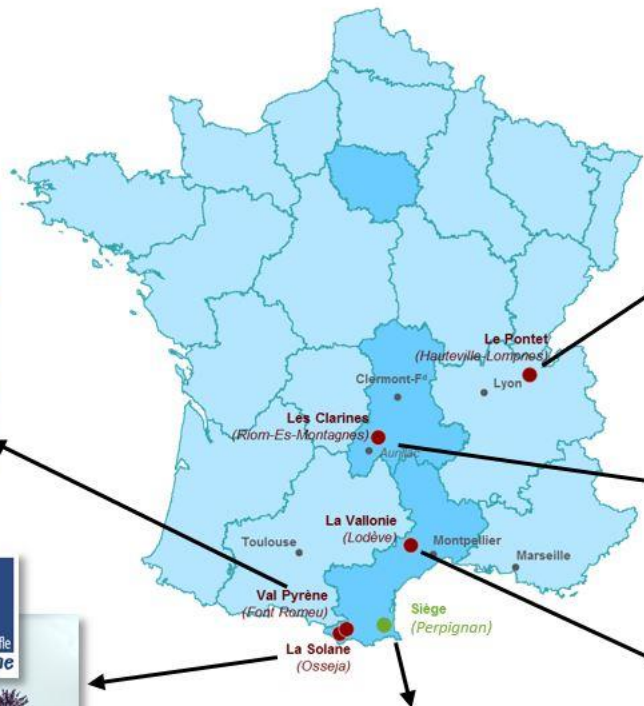 Le Pontet
(Hauteville-Lompnes)
Clermont-Fd
Lyon
Les Clarines
(Riom-Es-Montagnes)
Aurillac
La Vallonie
(Lodève)
Toulouse
Montpellier
Marseille
Val Pyrène
(Font Romeu)
Siège
(Perpignan)
La Solane
(Osseja)